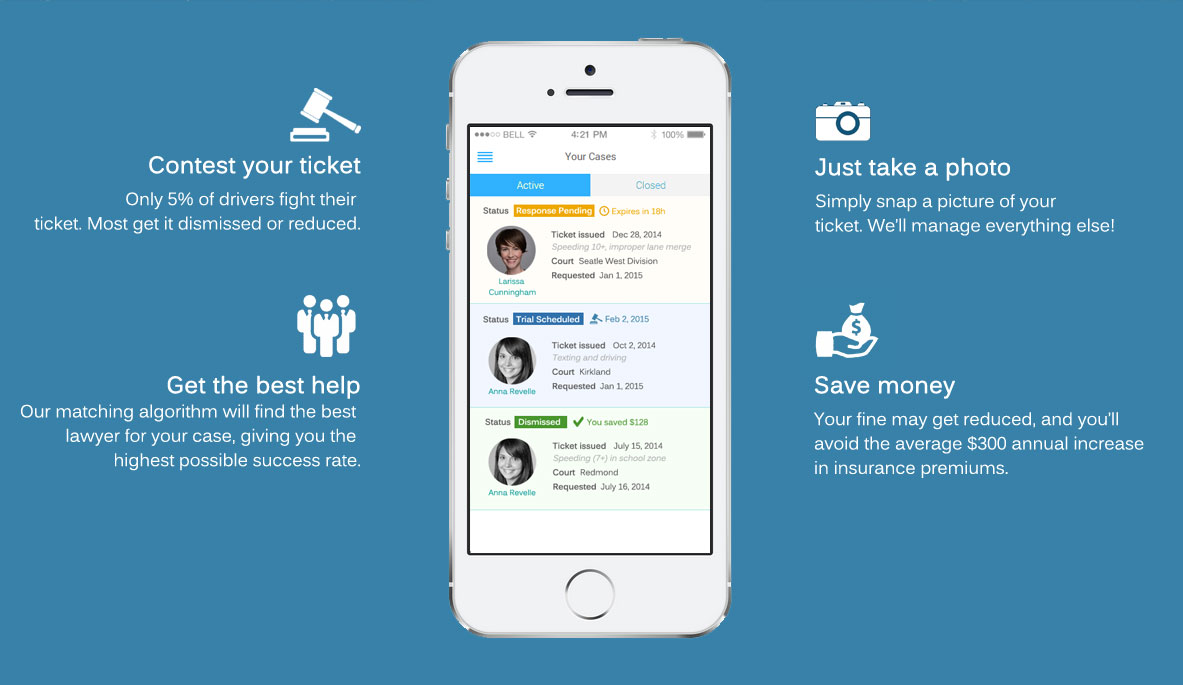 Contest your ticket
Only 5% of drivers fight their
ticket. Most get it dismissed or reduced.
Get the best help
Our matching algorithm will find the best
lawyer for your case, giving you the
highest possible success rate.
BELL 4:21 PM 100%
Your Cases
Active Closed
Status Response Pending Expires in 18h
Ticket issued Dec 28, 2014
Speeding 10+, improper lane merge
Court Seatle West Division
Requested Jan 1, 2015
Larissa
Cunningham
Status Trial Scheduled Feb 2, 2015
Ticket issued Oct 2, 2014
Texting and driving
Court Kirkland
Requested Jan 1, 2015
Anna Revelle
Status Dismissed You saved $128
Ticket issued July 15, 2014
Speeding (7+) in school zone
Court Redmond
Requested July 16, 2014
Anna Revelle
Just take a photo
Simply snap a picture of your
ticket. We'll manage everything else!
$
Save money
Your fine may get reduced, and you'll
avoid the average $300 annual increase
in insurance premiums.